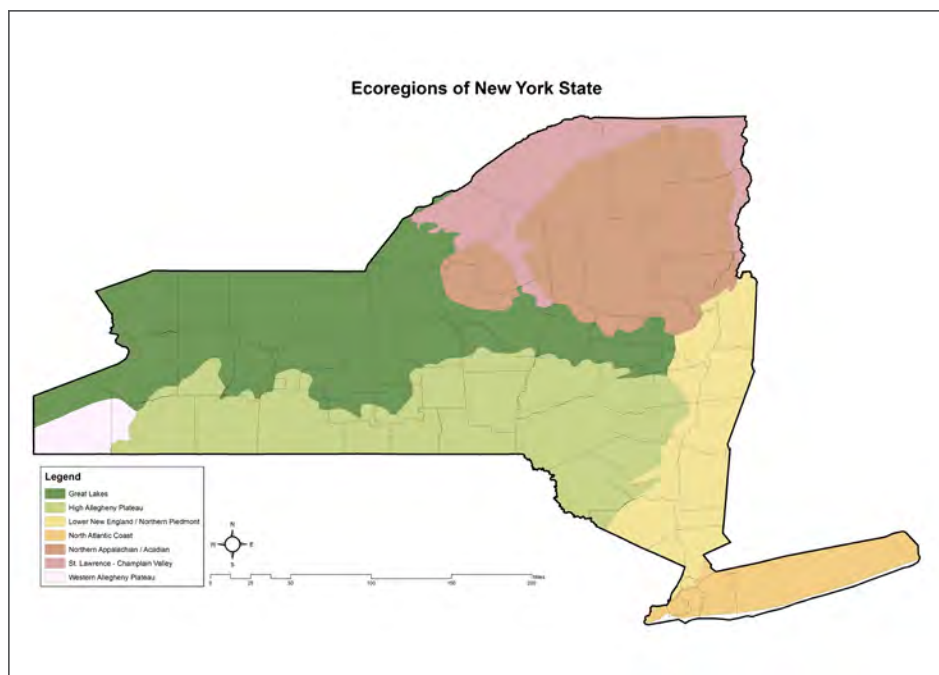 Ecoregions of New York State
Legend
Great Lakes
High Allegheny Plateau
Lower New England / Northern Piedmont
North Atlantic Coast
Northern Appalachian / Acadian
St. Lawrence - Champlain Valley
Western Allegheny Plateau
N
E
S
0 25 50 100 150 200
Miles